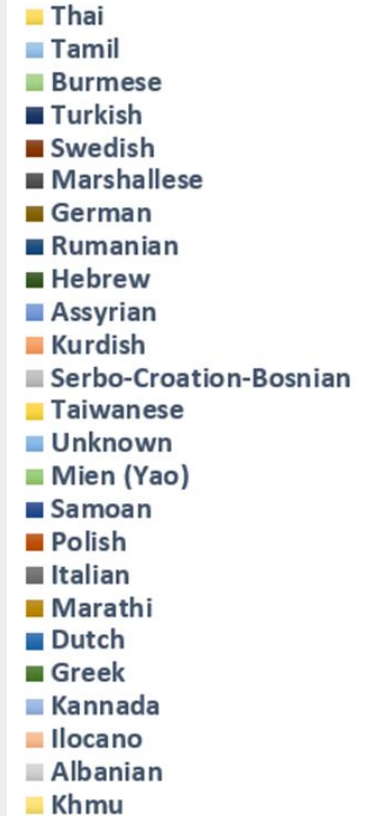 Thai
Tamil
Burmese
Turkish
Swedish
Marshallese
German
Rumanian
Hebrew
Assyrian
Kurdish
Serbo-Croation-Bosnian
Taiwanese
Unknown
Mien (Yao)
Samoan
Polish
Italian
Marathi
Dutch
Greek
Kannada
Ilocano
Albanian
Khmu